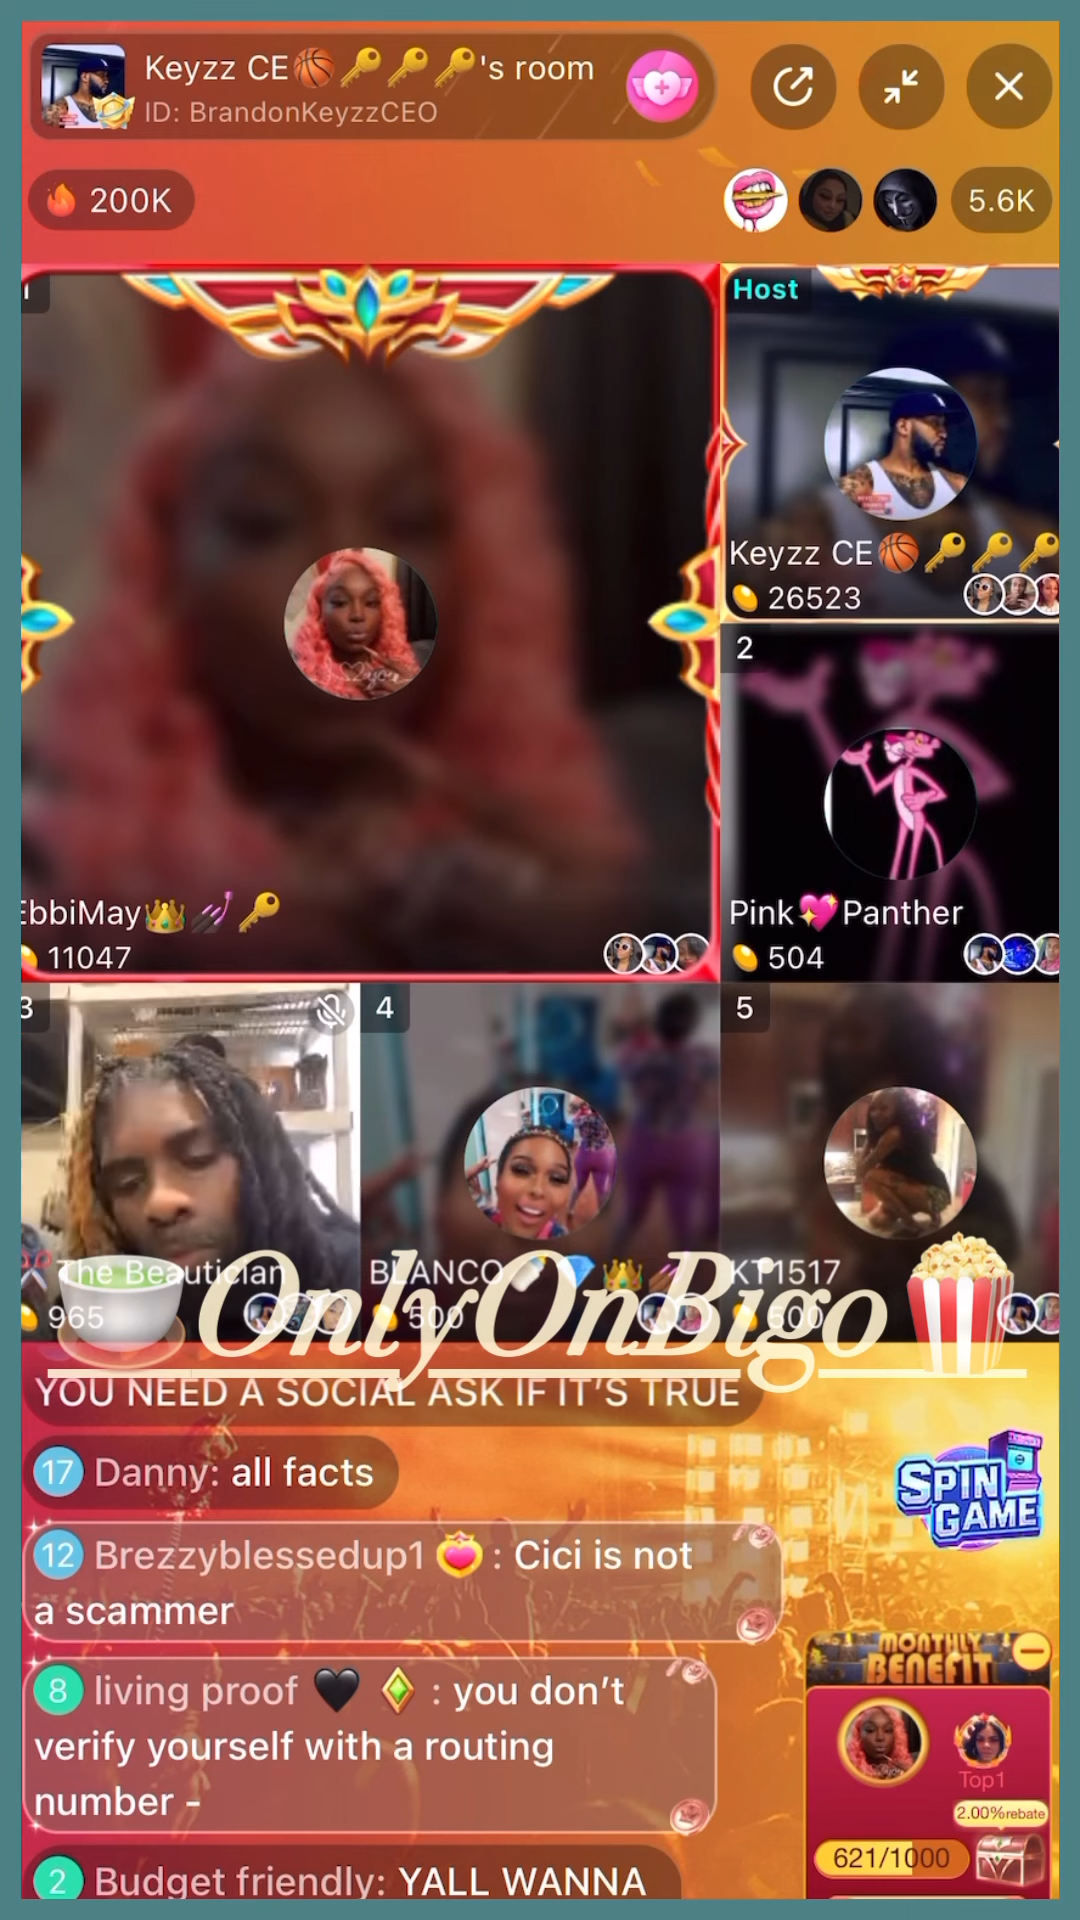 Keyzz CE🏀🔑🔑🔑's room
ID: BrandonKeyzzCEO
200K
5.6K
Host
Keyzz CE🏀🔑🔑🔑
26523
2
EbbiMay👑💅🔑
11047
Pink💖Panther
504
3
4
5
The Beautician
965
BLANCO
500
KT1517
500
OnlyOnBigo
YOU NEED A SOCIAL ASK IF IT'S TRUE
17 Danny: all facts
12 Brezzyblessedup1 : Cici is not
a scammer
8 living proof 🖤 : you don't
verify yourself with a routing
number -
2 Budget friendly: YALL WANNA
SPIN
GAME
MONTHLY
BENEFIT
Top1
2.00%rebate
621/1000